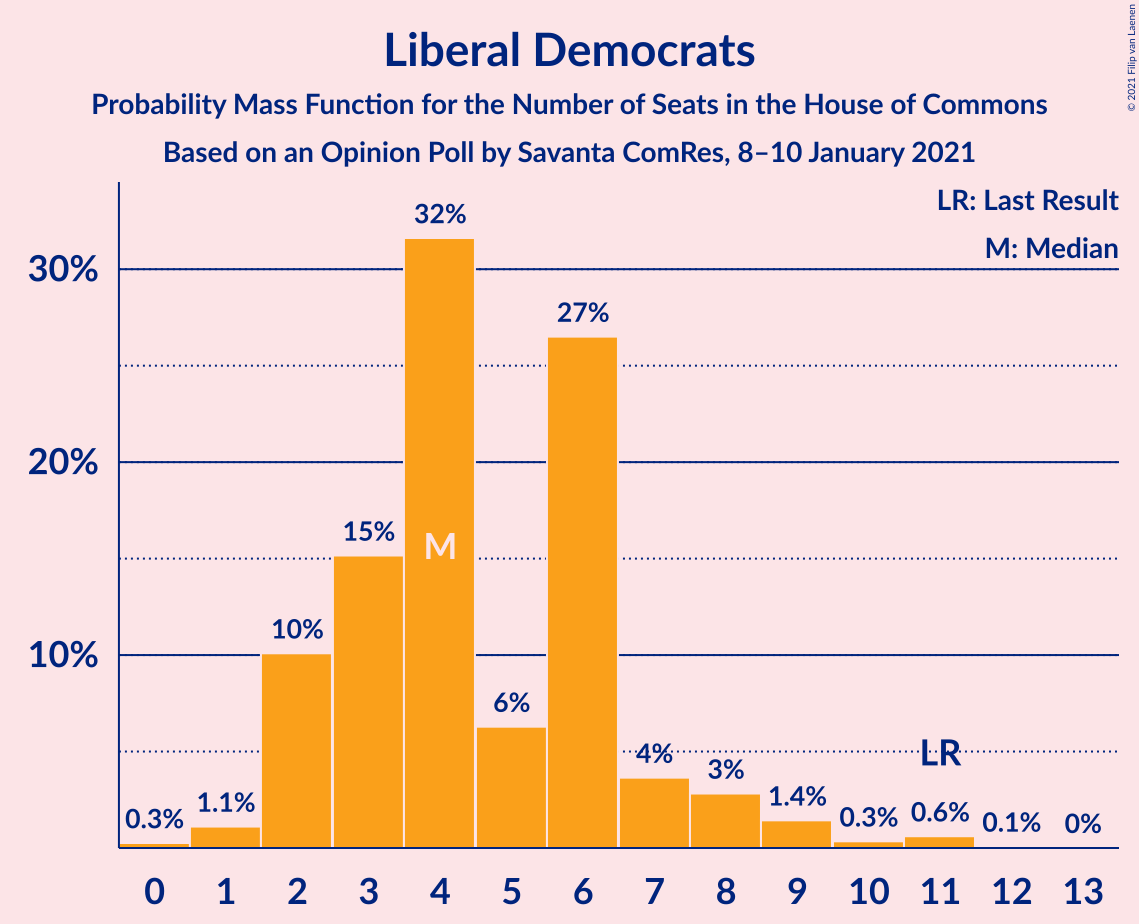 Liberal Democrats
Probability Mass Function for the Number of Seats in the House of Commons
Based on an Opinion Poll by Savanta ComRes, 8–10 January 2021
© 2021 Filip van Laenen
LR: Last Result
M: Median
30%
20%
10%
0.3%
1.1%
10%
15%
32%
M
6%
27%
4%
3%
1.4%
0.3%
LR
0.6%
0.1%
0%
0 1 2 3 4 5 6 7 8 9 10 11 12 13